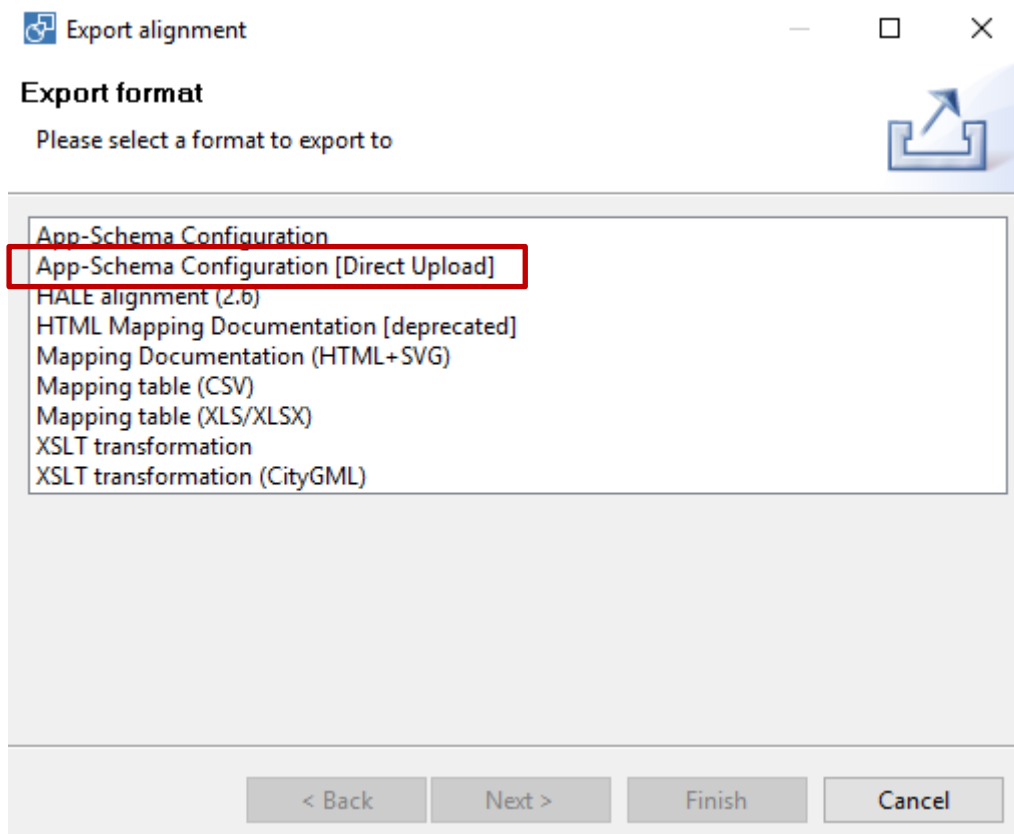 Export alignment
Export format
Please select a format to export to
App-Schema Configuration
App-Schema Configuration [Direct Upload]
HALE alignment (2.6)
HTML Mapping Documentation [deprecated]
Mapping Documentation (HTML+SVG)
Mapping table (CSV)
Mapping table (XLS/XLSX)
XSLT transformation
XSLT transformation (CityGML)
< Back Next > Finish Cancel